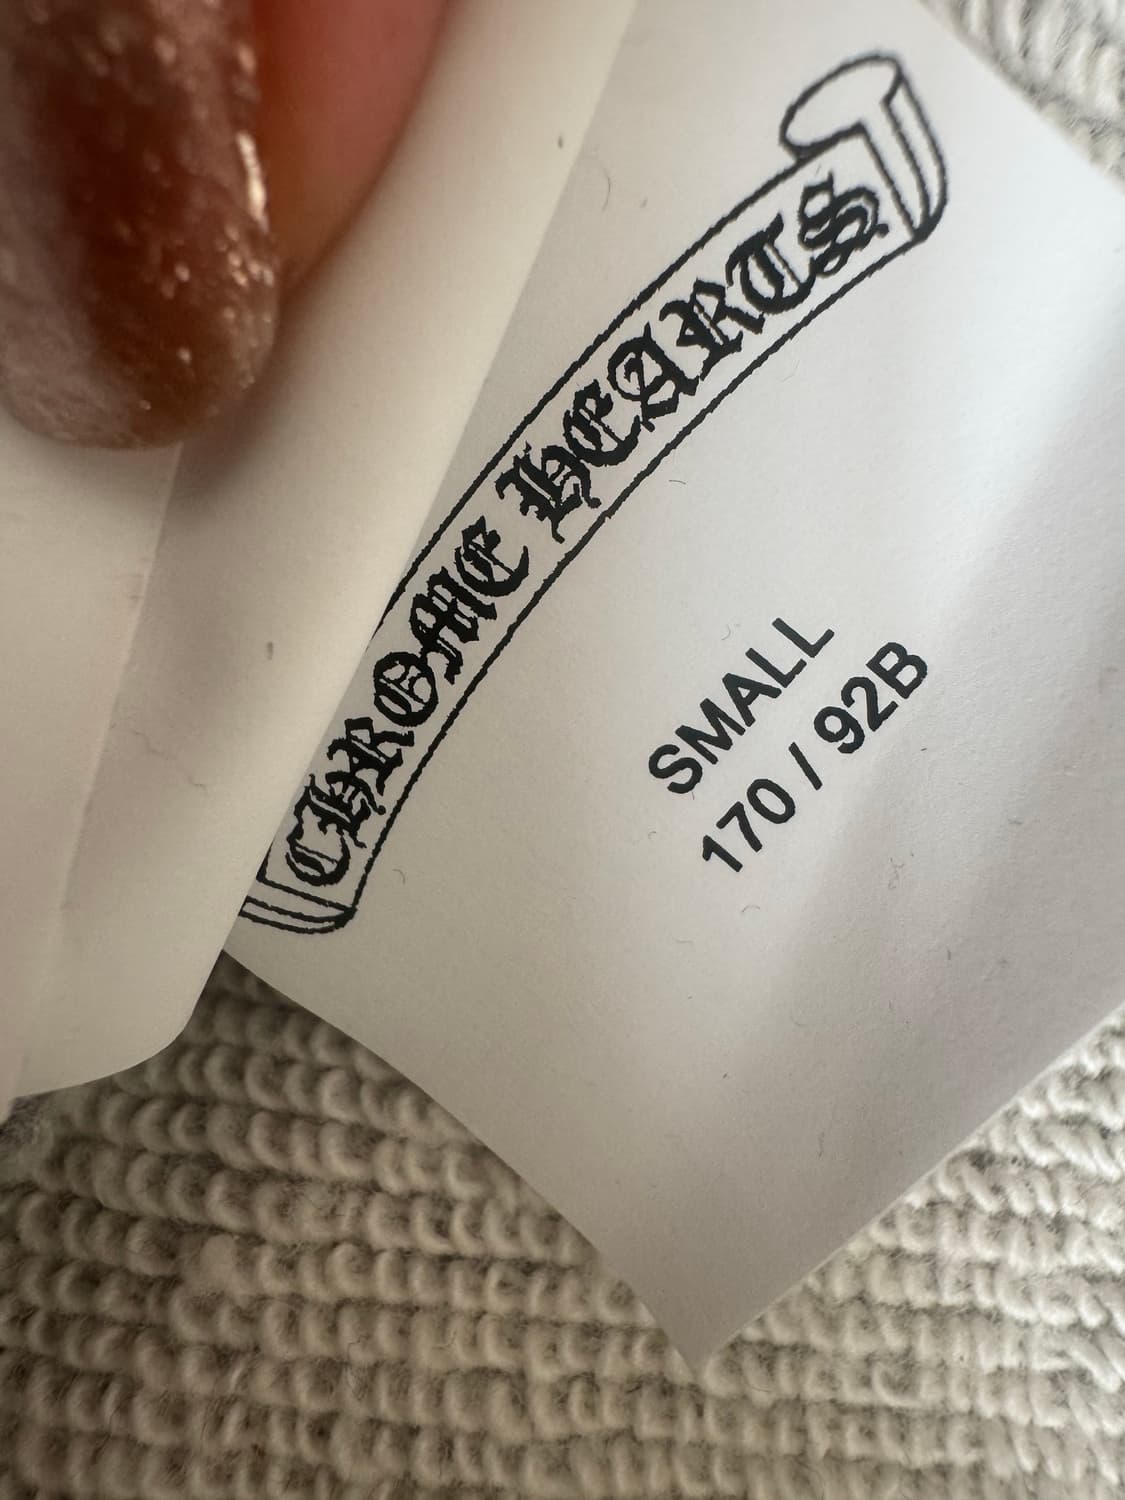 CHROME HEARTS
SMALL
170 / 92B